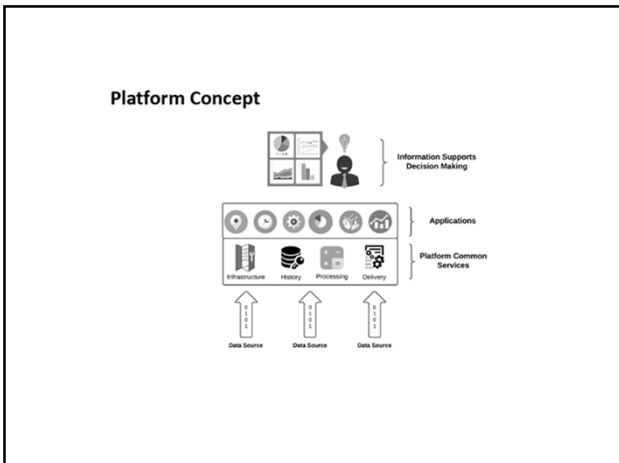 Platform Concept
Information Supports
Decision Making
Applications
Platform Common
Services
Infrastructure
History
Processing
Delivery
0
1
0
1
0
1
0
1
0
1
0
1
Data Source
Data Source
Data Source